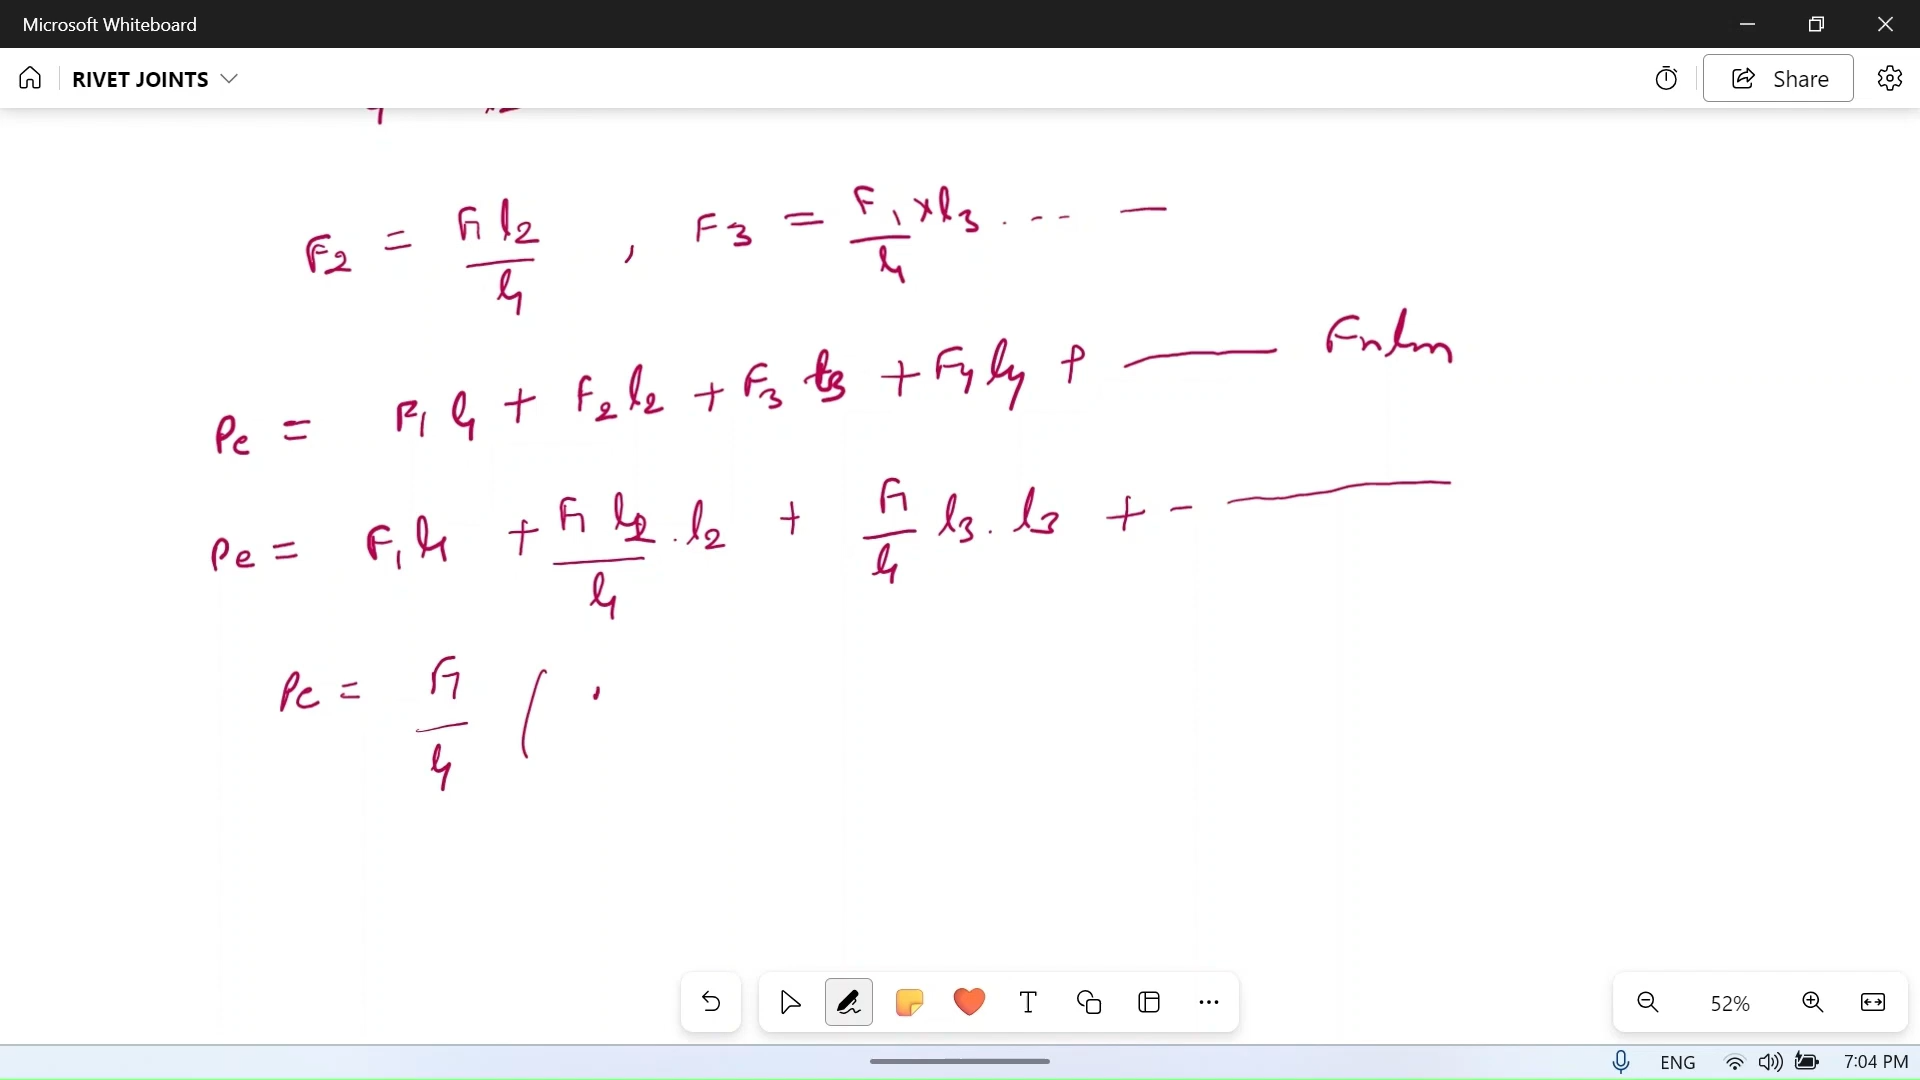 Microsoft Whiteboard
RIVET JOINTS
Share
F2 = F1 l2 / l1 , F3 = F1 × l3 / l1 . ... —
Pe = F1 l1 + F2 l2 + F3 l3 + F4 l4 + —— Fn ln
Pe = F1 l1 + F1 l2 / l1 . l2 + F1 / l1 l3 . l3 + - ——
Pe = F1 / l1 (
52%
ENG
7:04 PM